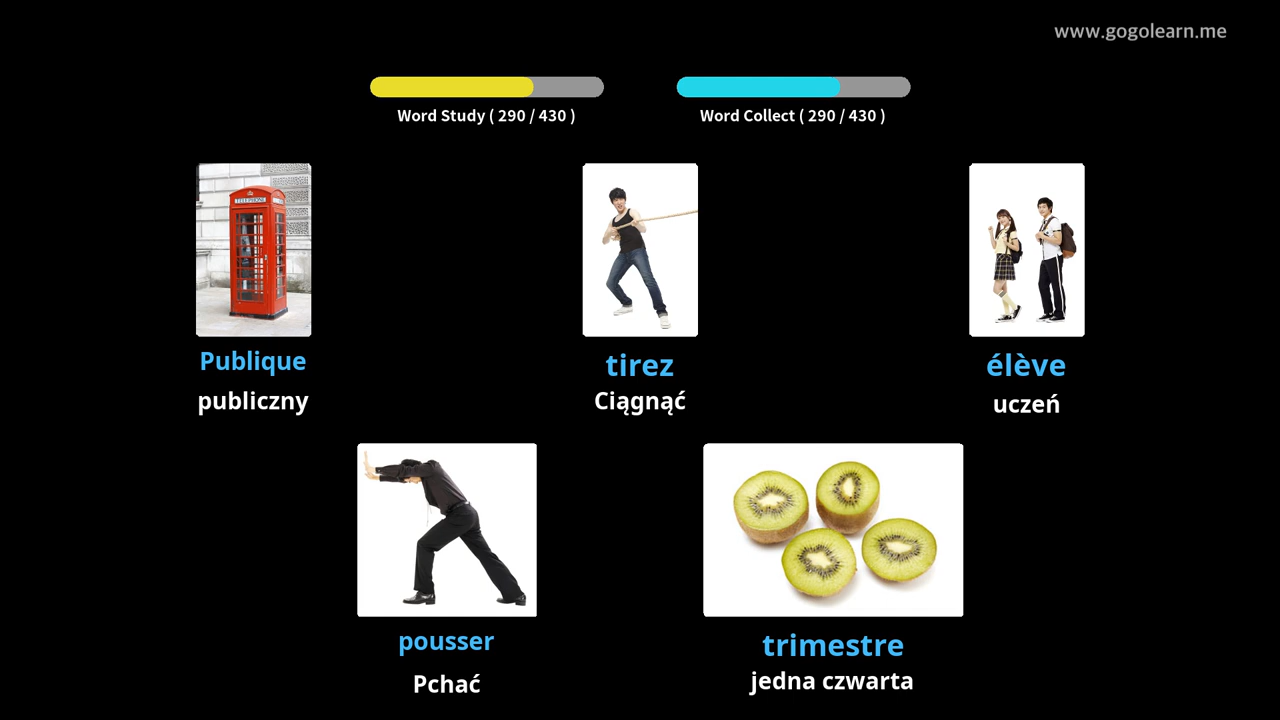 www.gogolearn.me
Word Study ( 290 / 430 )
Word Collect ( 290 / 430 )
TELEPHONE
Publique
tirez
élève
publiczny
Ciągnąć
uczeń
pousser
trimestre
Pchać
jedna czwarta